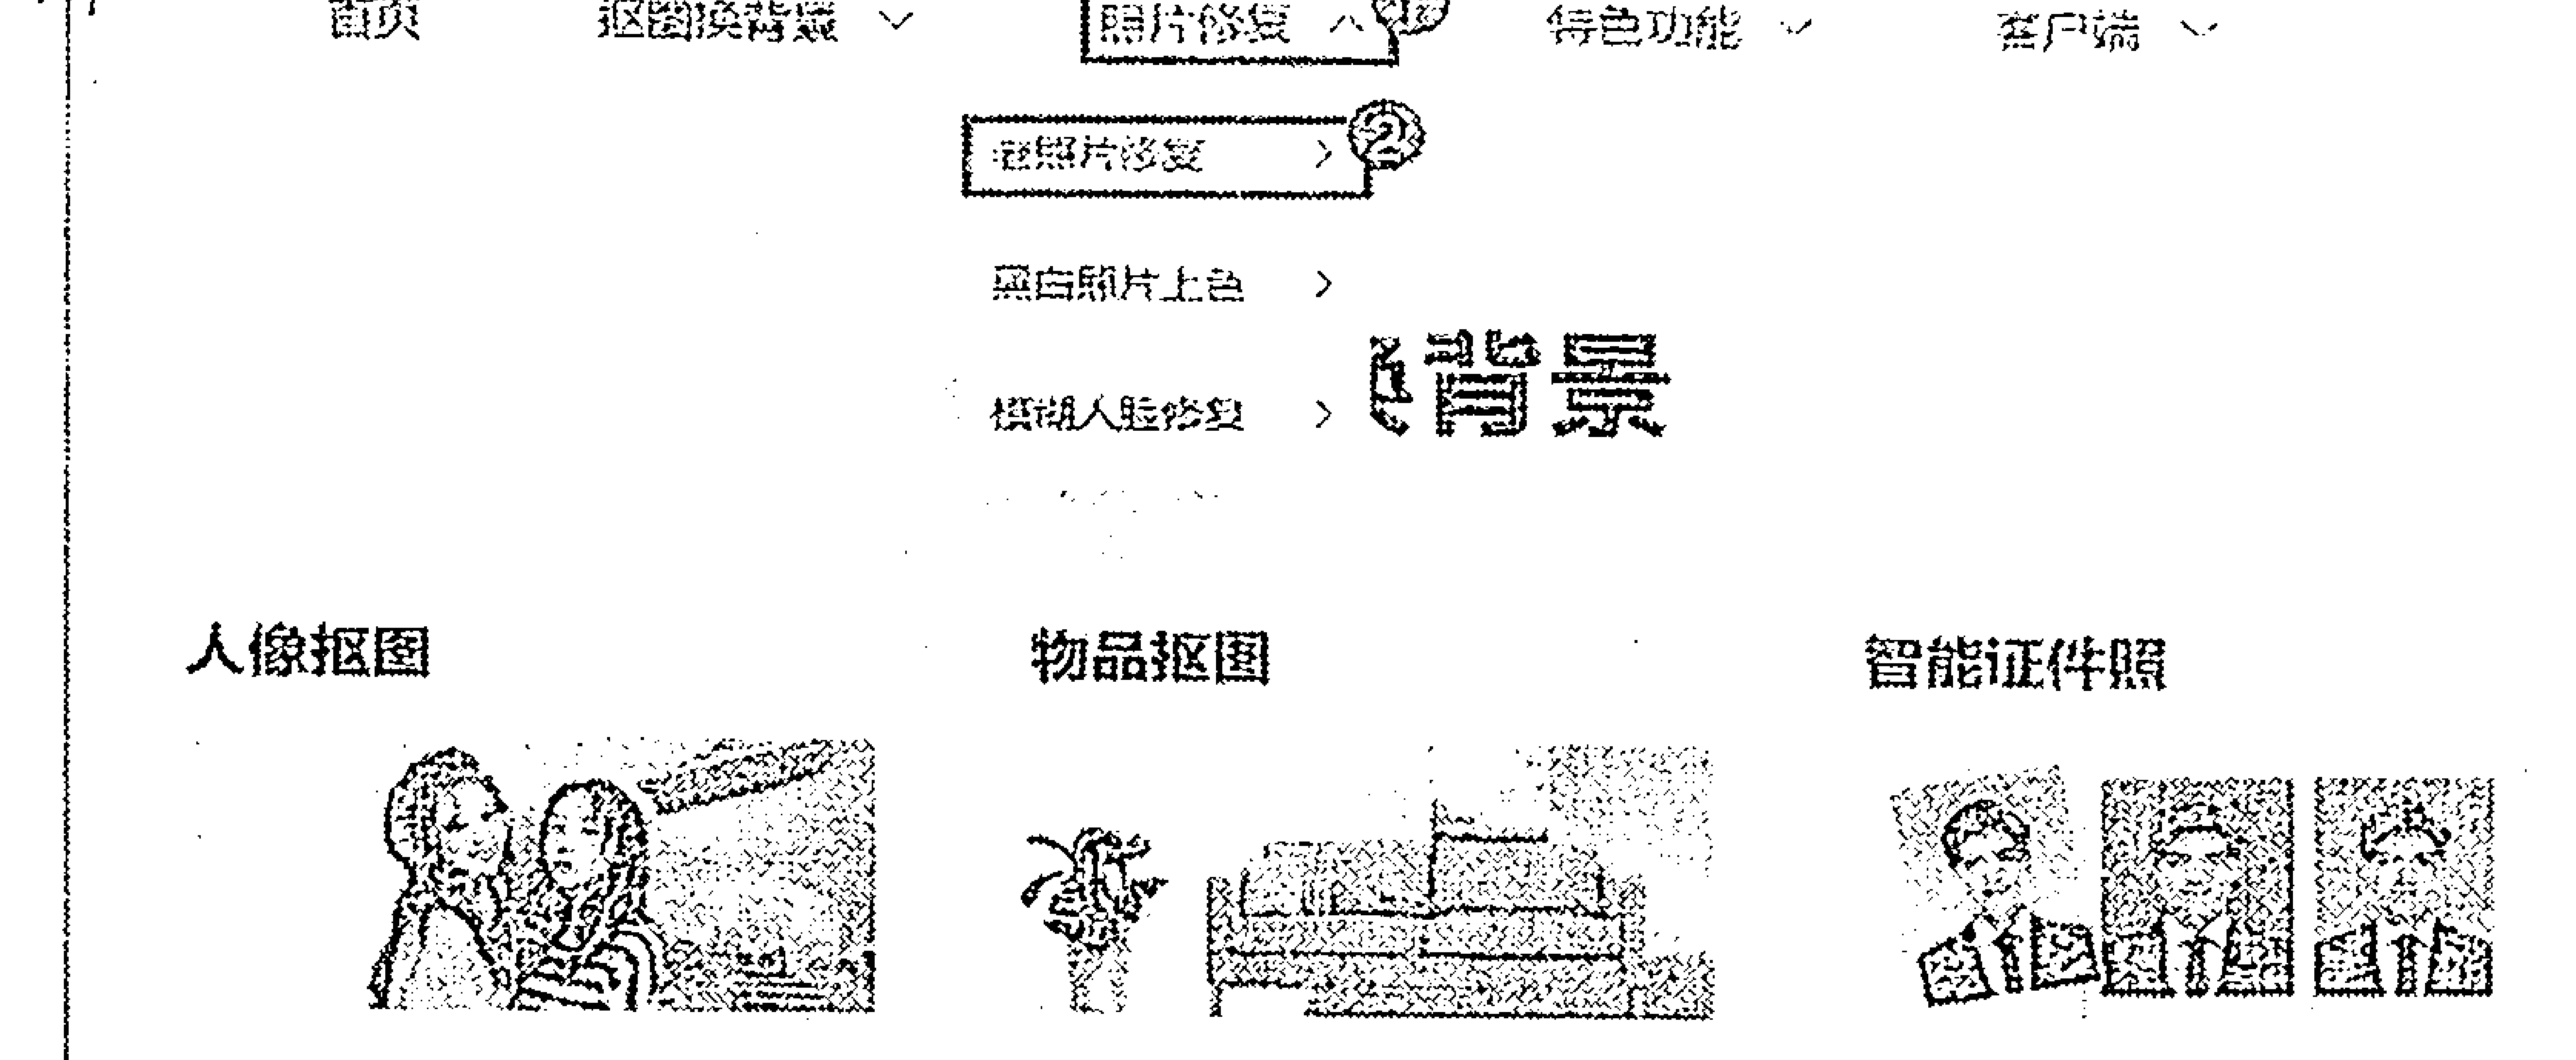 首页 抠图换背景 照片修复 特色功能 客户端
老照片修复 2
黑白照片上色
背景
模糊人脸修复
人像抠图 物品抠图 智能证件照